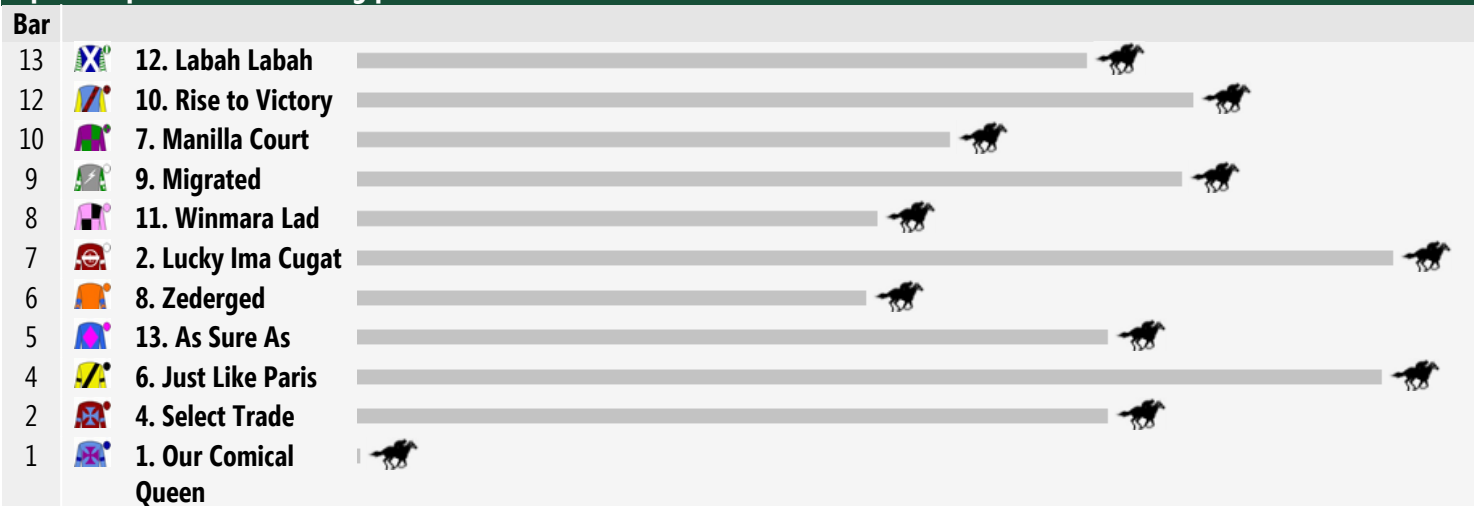 Bar
13 12. Labah Labah
12 10. Rise to Victory
10 7. Manilla Court
9 9. Migrated
8 11. Winmara Lad
7 2. Lucky Ima Cugat
6 8. Zederged
5 13. As Sure As
4 6. Just Like Paris
2 4. Select Trade
1 1. Our Comical
Queen